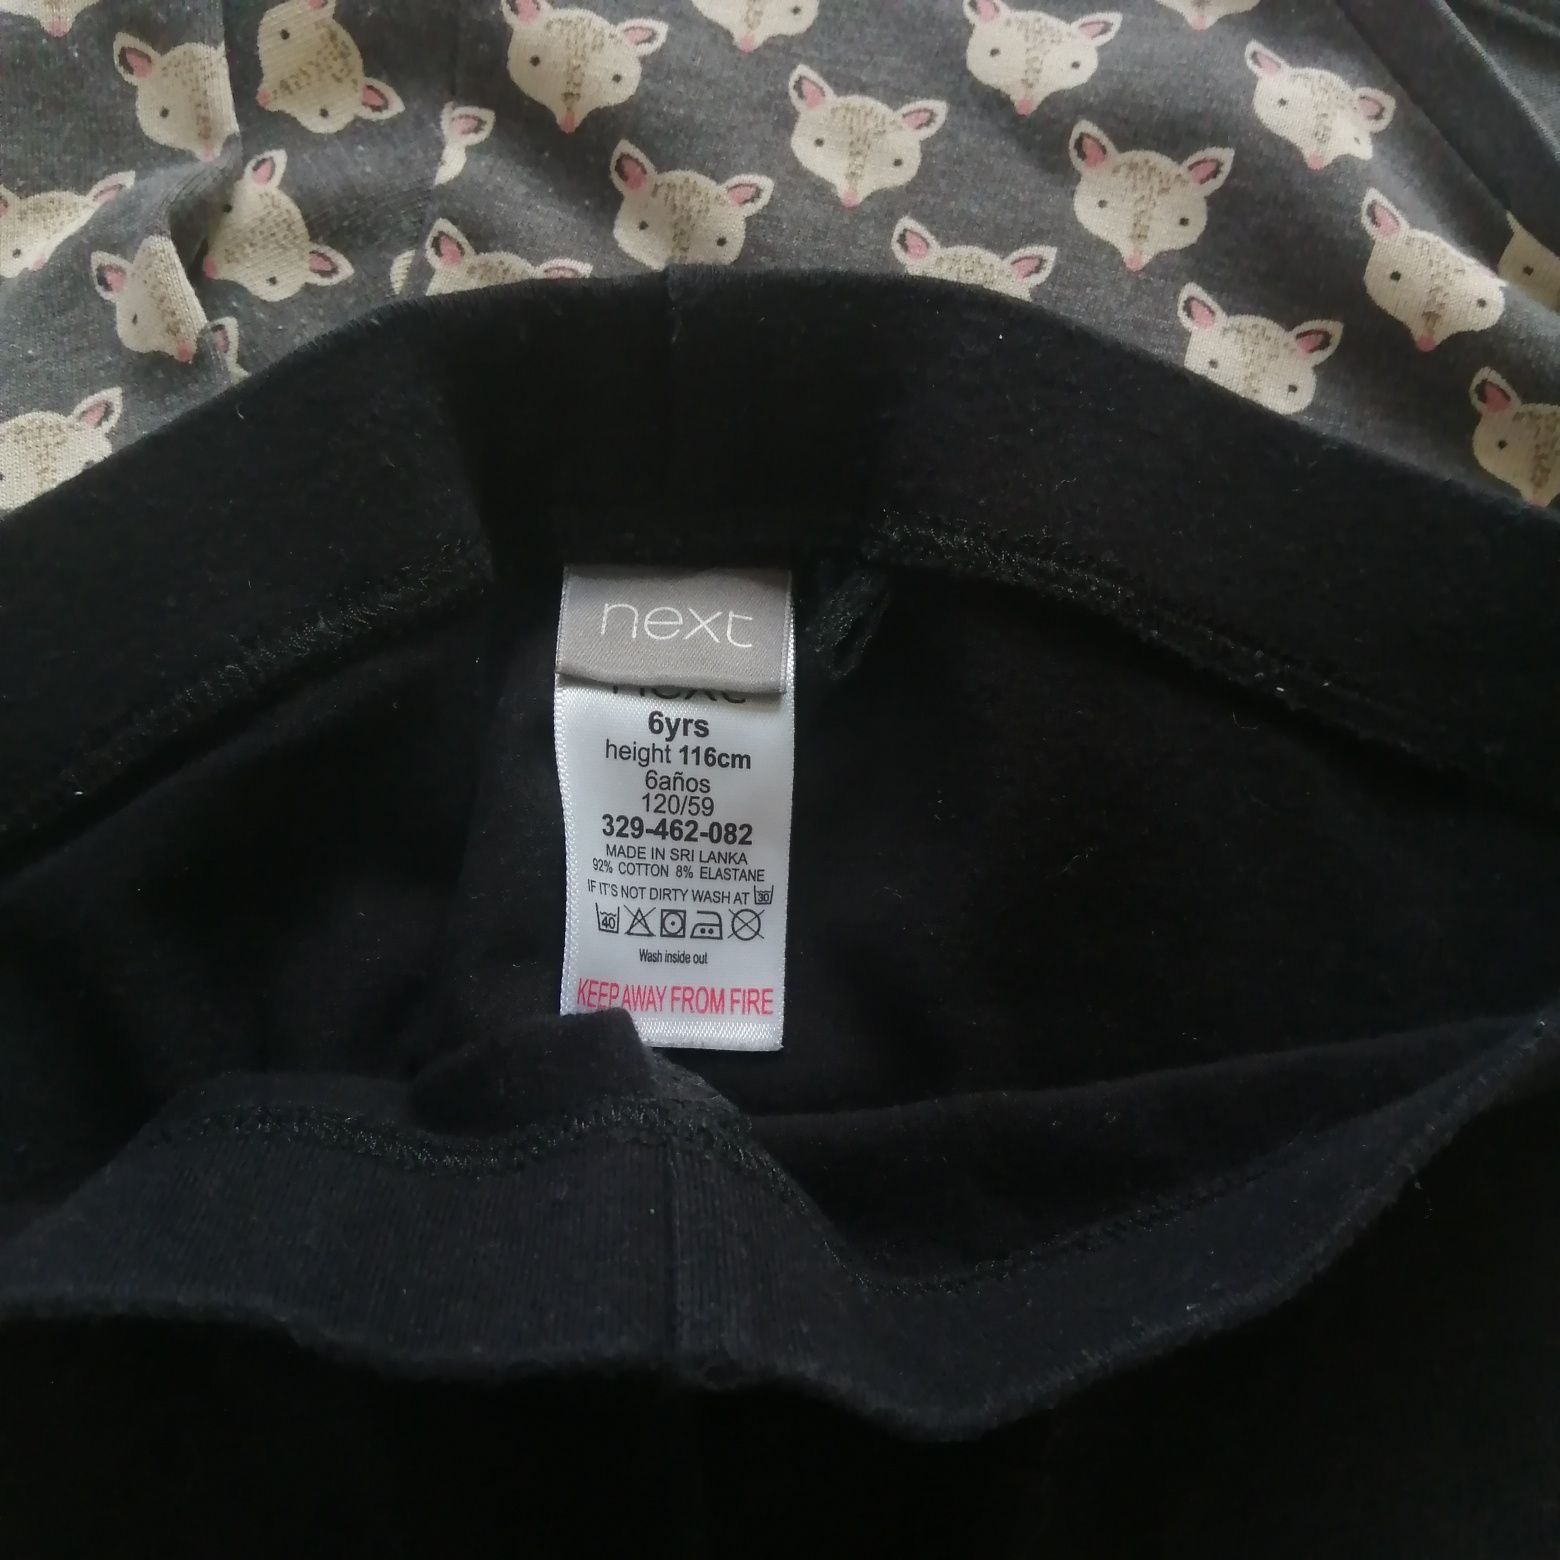 next
next
6yrs
height 116cm
6años
120/59
329-462-082
MADE IN SRI LANKA
92% COTTON 8% ELASTANE
IF IT'S NOT DIRTY WASH AT 30
40
Wash inside out
KEEP AWAY FROM FIRE